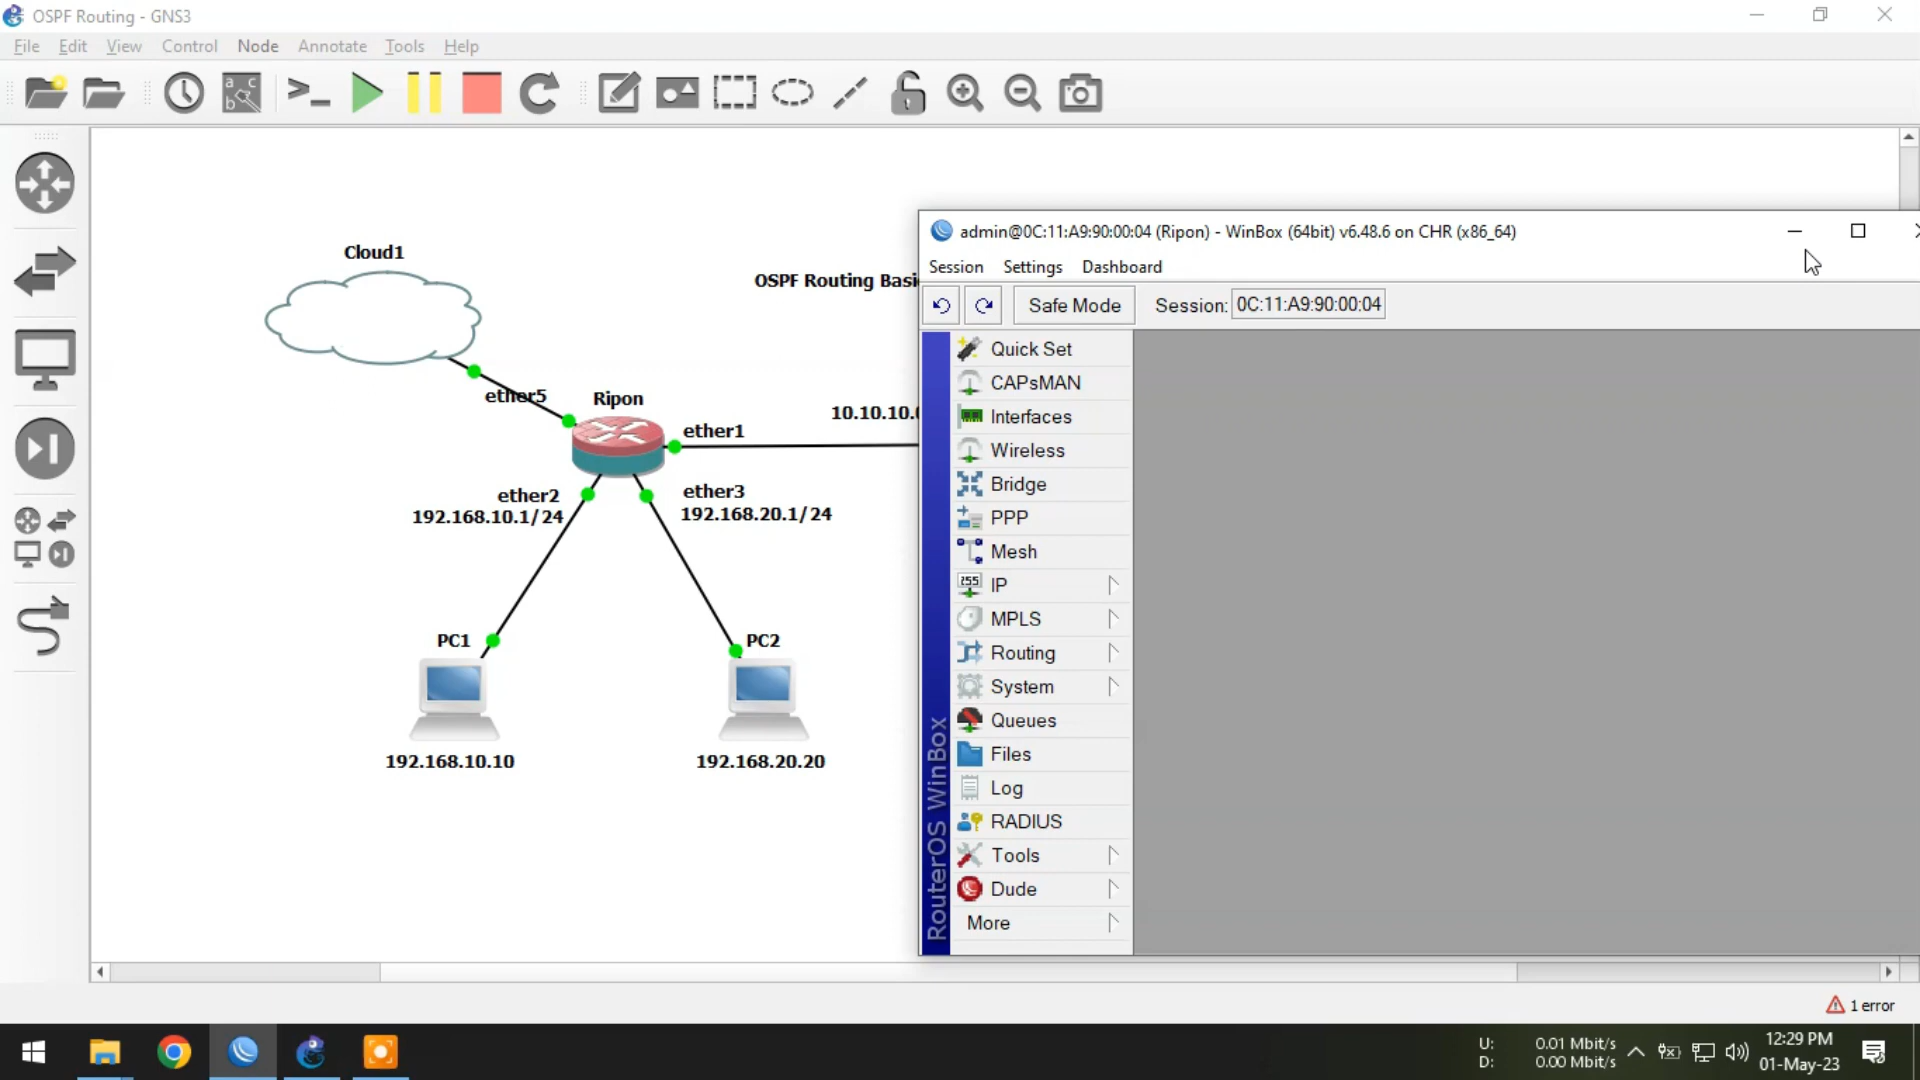 OSPF Routing - GNS3
File Edit View Control Node Annotate Tools Help
Cloud1
OSPF Routing Basi
ether5
Ripon
ether1
10.10.10.
ether2
192.168.10.1/24
ether3
192.168.20.1/24
PC1
PC2
192.168.10.10
192.168.20.20
admin@0C:11:A9:90:00:04 (Ripon) - WinBox (64bit) v6.48.6 on CHR (x86_64)
Session Settings Dashboard
Safe Mode Session: 0C:11:A9:90:00:04
Quick Set
CAPsMAN
Interfaces
Wireless
Bridge
PPP
Mesh
255 IP
MPLS
Routing
System
Queues
Files
Log
RADIUS
Tools
Dude
More
RouterOS WinBox
1 error
U: 0.01 Mbit/s
D: 0.00 Mbit/s
12:29 PM
01-May-23